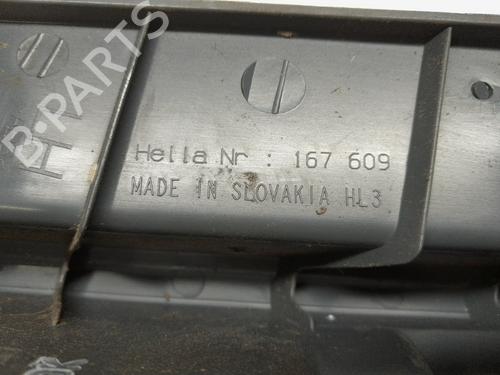 B-PARTS
Hella Nr : 167 609
MADE IN SLOVAKIA HL3